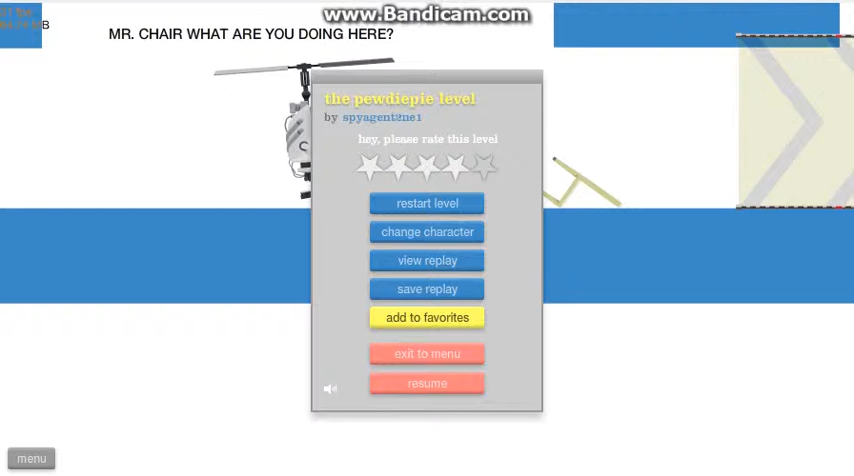 www.Bandicam.com
MR. CHAIR WHAT ARE YOU DOING HERE?
the pewdiepie level
by spyagent2ne1
hey, please rate this level
restart level
change character
view replay
save replay
add to favorites
exit to menu
resume
menu